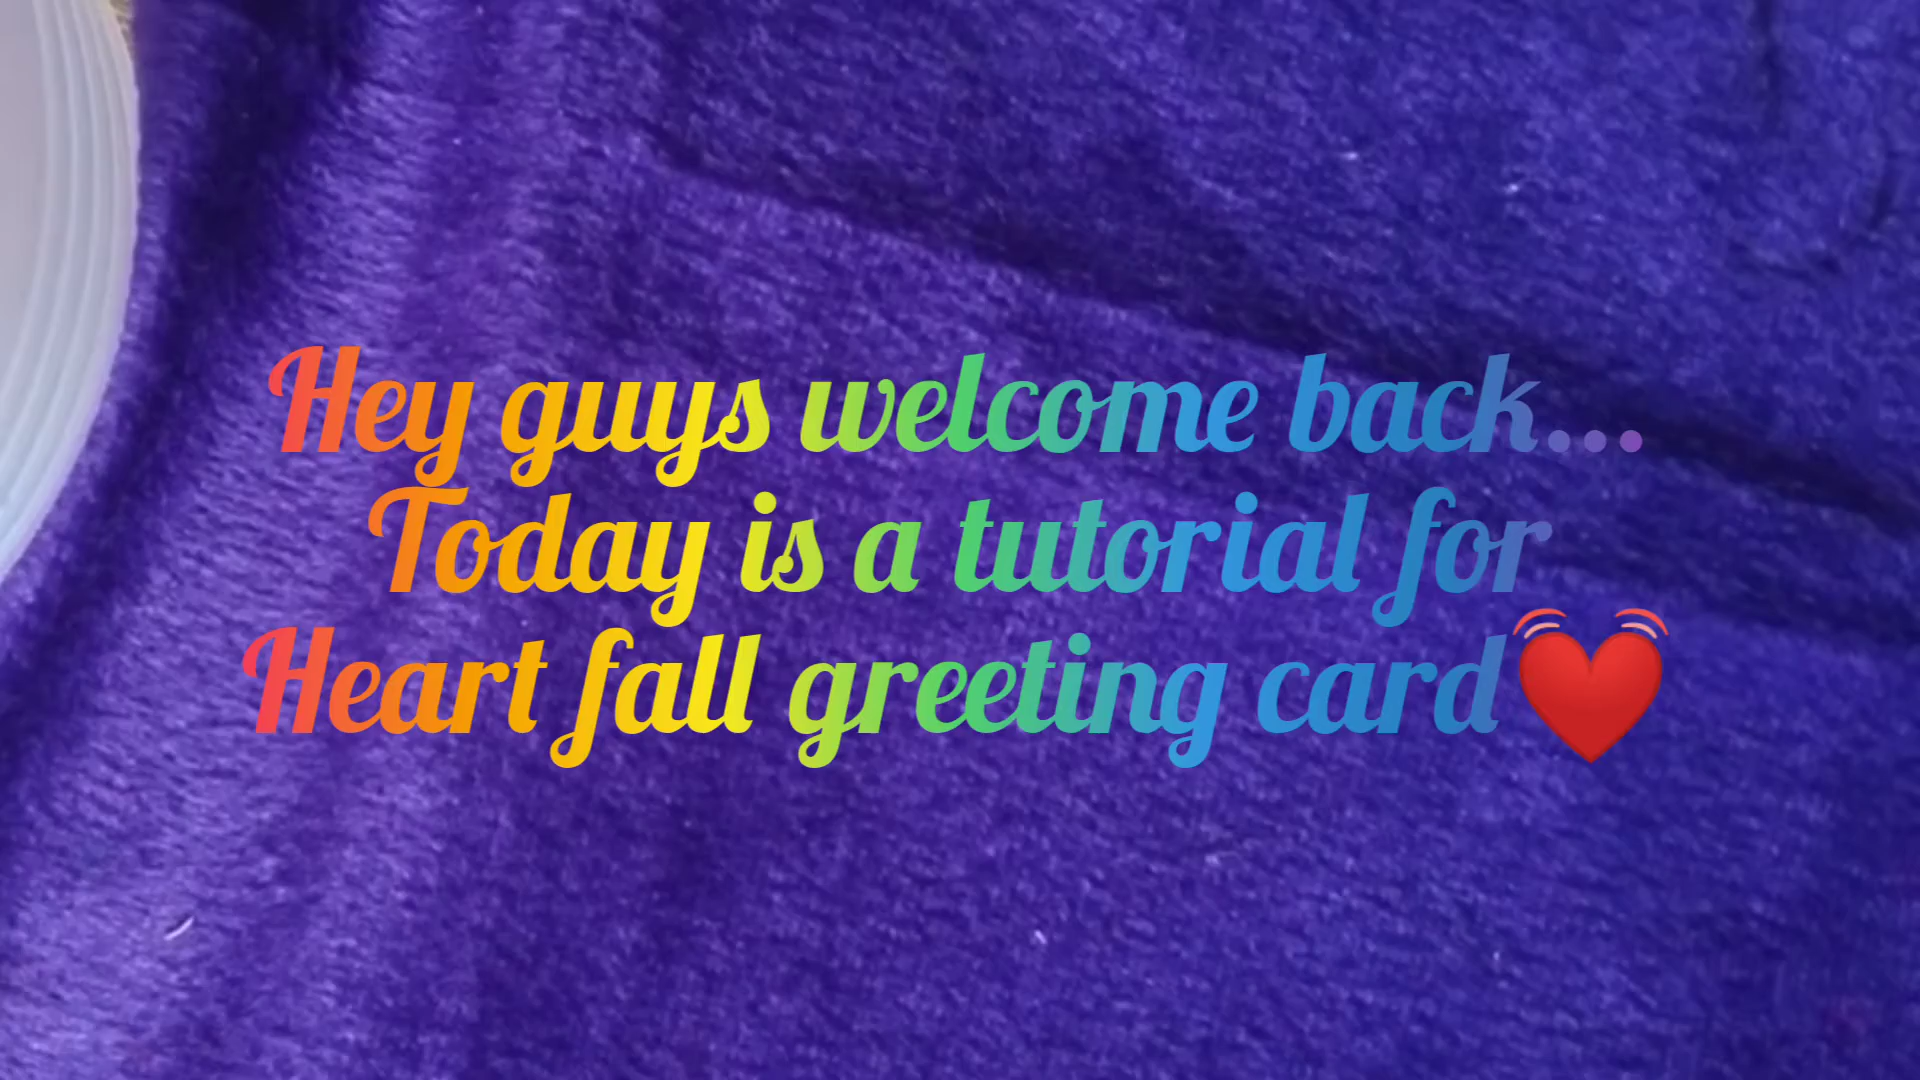 Hey guys welcome back...
Today is a tutorial for
Heart fall greeting card💓